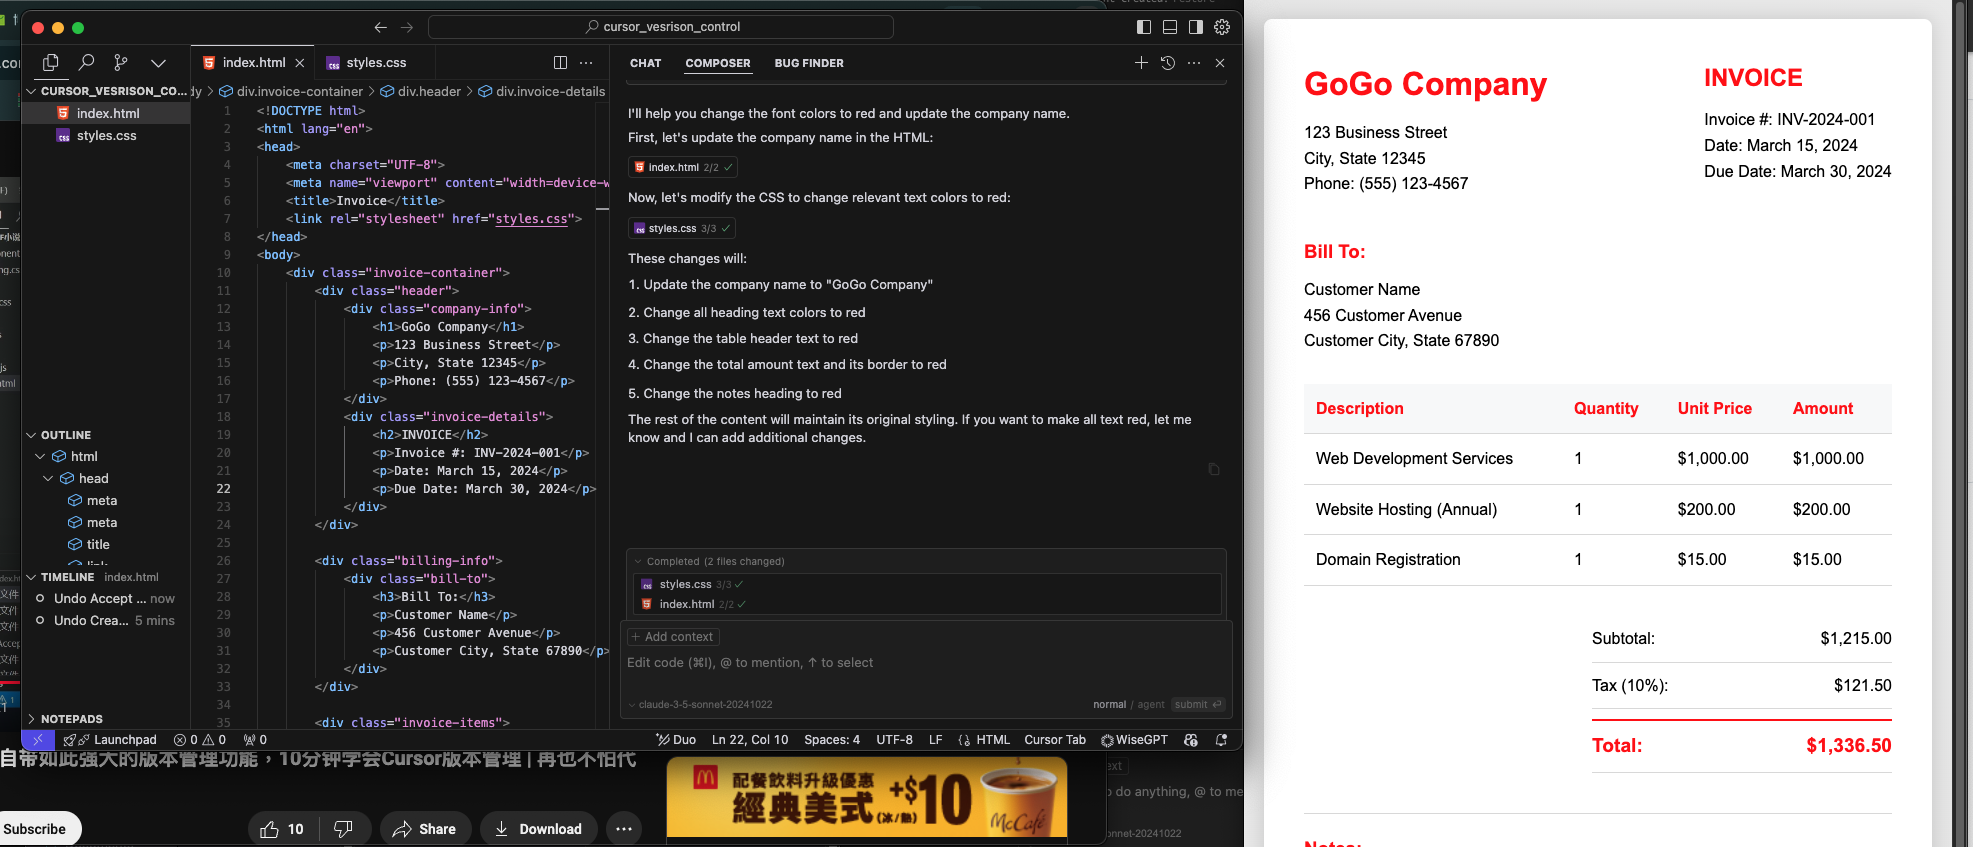 cursor_vesrison_control
index.html
styles.css
CHAT
COMPOSER
BUG FINDER
CURSOR_VESRISON_CO...
index.html
styles.css
OUTLINE
html
head
meta
meta
title
link
TIMELINE index.html
Undo Accept ... now
Undo Crea... 5 mins
NOTEPADS
dy > div.invoice-container > div.header > div.invoice-details
1 <!DOCTYPE html>
2 <html lang="en">
3 <head>
4 <meta charset="UTF-8">
5 <meta name="viewport" content="width=device-w
6 <title>Invoice</title>
7 <link rel="stylesheet" href="styles.css">
8 </head>
9 <body>
10 <div class="invoice-container">
11 <div class="header">
12 <div class="company-info">
13 <h1>GoGo Company</h1>
14 <p>123 Business Street</p>
15 <p>City, State 12345</p>
16 <p>Phone: (555) 123-4567</p>
17 </div>
18 <div class="invoice-details">
19 <h2>INVOICE</h2>
20 <p>Invoice #: INV-2024-001</p>
21 <p>Date: March 15, 2024</p>
22 <p>Due Date: March 30, 2024</p>
23 </div>
24 </div>
25
26 <div class="billing-info">
27 <div class="bill-to">
28 <h3>Bill To:</h3>
29 <p>Customer Name</p>
30 <p>456 Customer Avenue</p>
31 <p>Customer City, State 67890</p>
32 </div>
33 </div>
34
35 <div class="invoice-items">
I'll help you change the font colors to red and update the company name.
First, let's update the company name in the HTML:
index.html 2/2
Now, let's modify the CSS to change relevant text colors to red:
styles.css 3/3
These changes will:
1. Update the company name to "GoGo Company"
2. Change all heading text colors to red
3. Change the table header text to red
4. Change the total amount text and its border to red
5. Change the notes heading to red
The rest of the content will maintain its original styling. If you want to make all text red, let me
know and I can add additional changes.
Completed (2 files changed)
styles.css 3/3
index.html 2/2
+ Add context
Edit code (⌘I), @ to mention, ↑ to select
claude-3-5-sonnet-20241022
normal / agent submit
Launchpad 0 0 0
Duo
Ln 22, Col 10
Spaces: 4
UTF-8
LF
HTML
Cursor Tab
WiseGPT
自带如此强大的版本管理功能，10分钟学会Cursor版本管理 | 再也不怕代
Subscribe
10
Share
Download
配餐飲料升級優惠
經典美式 (冰/熱) +$10
McCafé
ext
o do anything, @ to me
onnet-20241022
GoGo Company
123 Business Street
City, State 12345
Phone: (555) 123-4567
INVOICE
Invoice #: INV-2024-001
Date: March 15, 2024
Due Date: March 30, 2024
Bill To:
Customer Name
456 Customer Avenue
Customer City, State 67890
Description Quantity Unit Price Amount
Web Development Services 1 $1,000.00 $1,000.00
Website Hosting (Annual) 1 $200.00 $200.00
Domain Registration 1 $15.00 $15.00
Subtotal: $1,215.00
Tax (10%): $121.50
Total: $1,336.50
Notes: